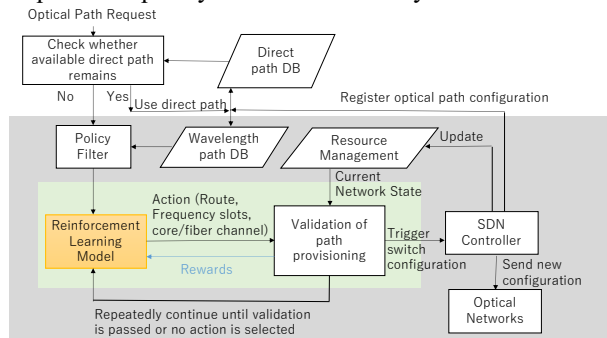 Optical Path Request
Check whether
available direct path
remains
Direct
path DB
No
Yes
Use direct path
Register optical path configuration
Policy
Filter
Wavelength
path DB
Resource
Management
Update
Current
Network State
Action (Route,
Frequency slots,
core/fiber channel)
Reinforcement
Learning
Model
Rewards
Validation of
path
provisioning
Trigger
switch
configuration
SDN
Controller
Send new
configuration
Optical
Networks
Repeatedly continue until validation
is passed or no action is selected